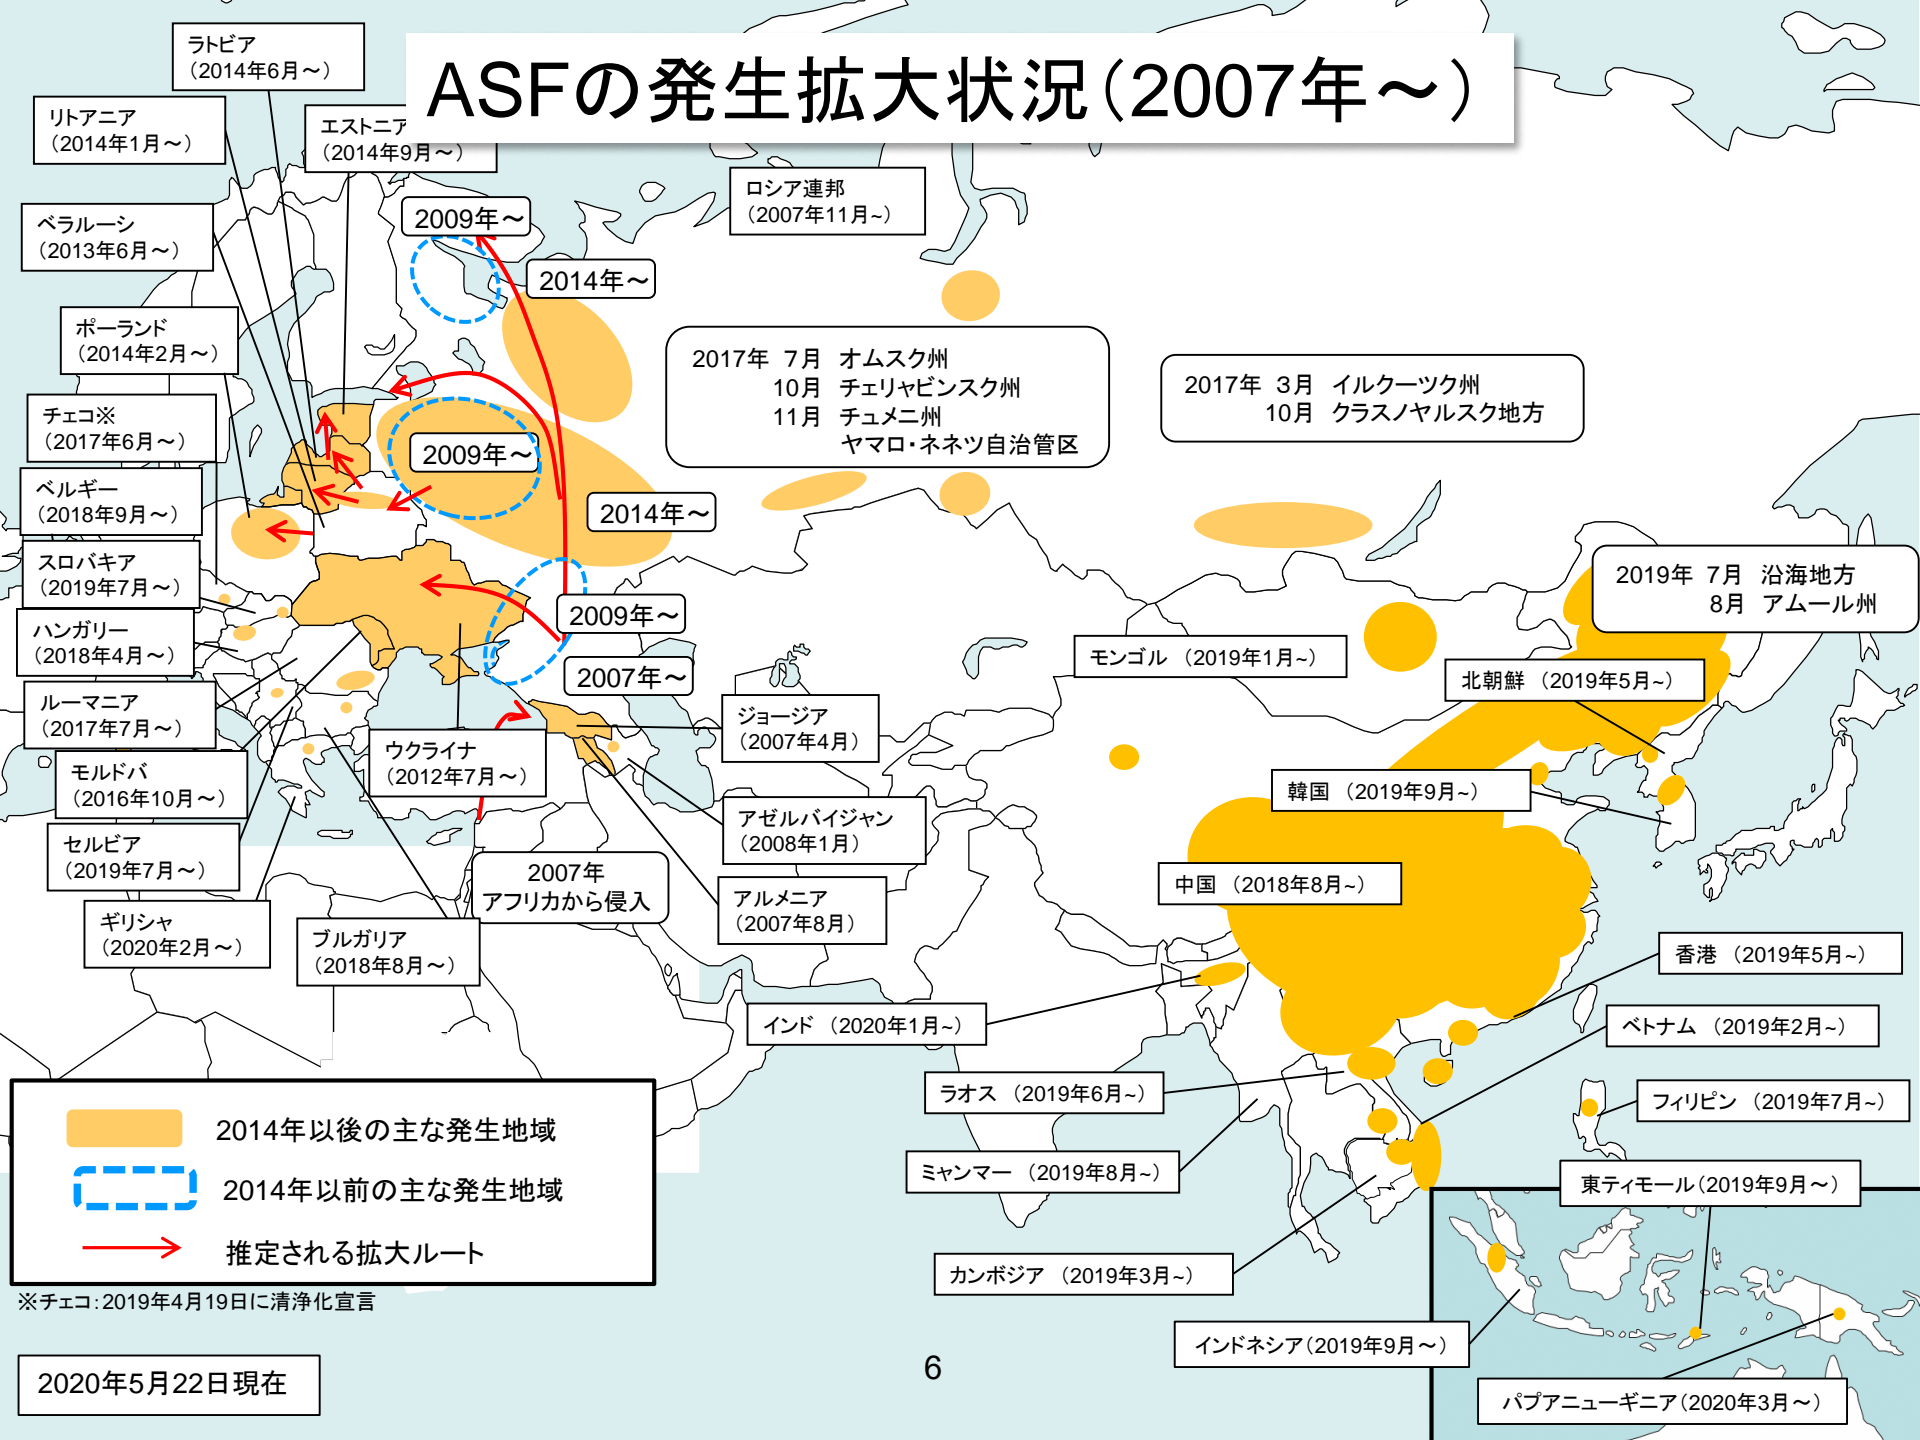 ASFの発生拡大状況（2007年～）
ラトビア
（2014年6月～）
リトアニア
（2014年1月～）
エストニア
（2014年9月～）
ベラルーシ
（2013年6月～）
ポーランド
（2014年2月～）
チェコ※
（2017年6月～）
ベルギー
（2018年9月～）
スロバキア
（2019年7月～）
ハンガリー
（2018年4月～）
ルーマニア
（2017年7月～）
モルドバ
（2016年10月～）
セルビア
（2019年7月～）
ギリシャ
（2020年2月～）
ブルガリア
（2018年8月～）
ウクライナ
（2012年7月～）
2007年
アフリカから侵入
ロシア連邦
（2007年11月~）
2009年～
2014年～
2009年～
2014年～
2009年～
2007年～
ジョージア
（2007年4月）
アゼルバイジャン
（2008年1月）
アルメニア
（2007年8月）
2017年 7月 オムスク州
10月 チェリャビンスク州
11月 チュメニ州
ヤマロ・ネネツ自治管区
2017年 3月 イルクーツク州
10月 クラスノヤルスク地方
2019年 7月 沿海地方
8月 アムール州
モンゴル （2019年1月~）
北朝鮮 （2019年5月~）
韓国 （2019年9月~）
中国 （2018年8月~）
香港 （2019年5月~）
インド （2020年1月~）
ベトナム （2019年2月~）
ラオス （2019年6月~）
フィリピン （2019年7月~）
ミャンマー （2019年8月~）
東ティモール（2019年9月～）
カンボジア （2019年3月~）
インドネシア（2019年9月～）
パプアニューギニア（2020年3月～）
2014年以後の主な発生地域
2014年以前の主な発生地域
推定される拡大ルート
※チェコ：2019年4月19日に清浄化宣言
2020年5月22日現在
6